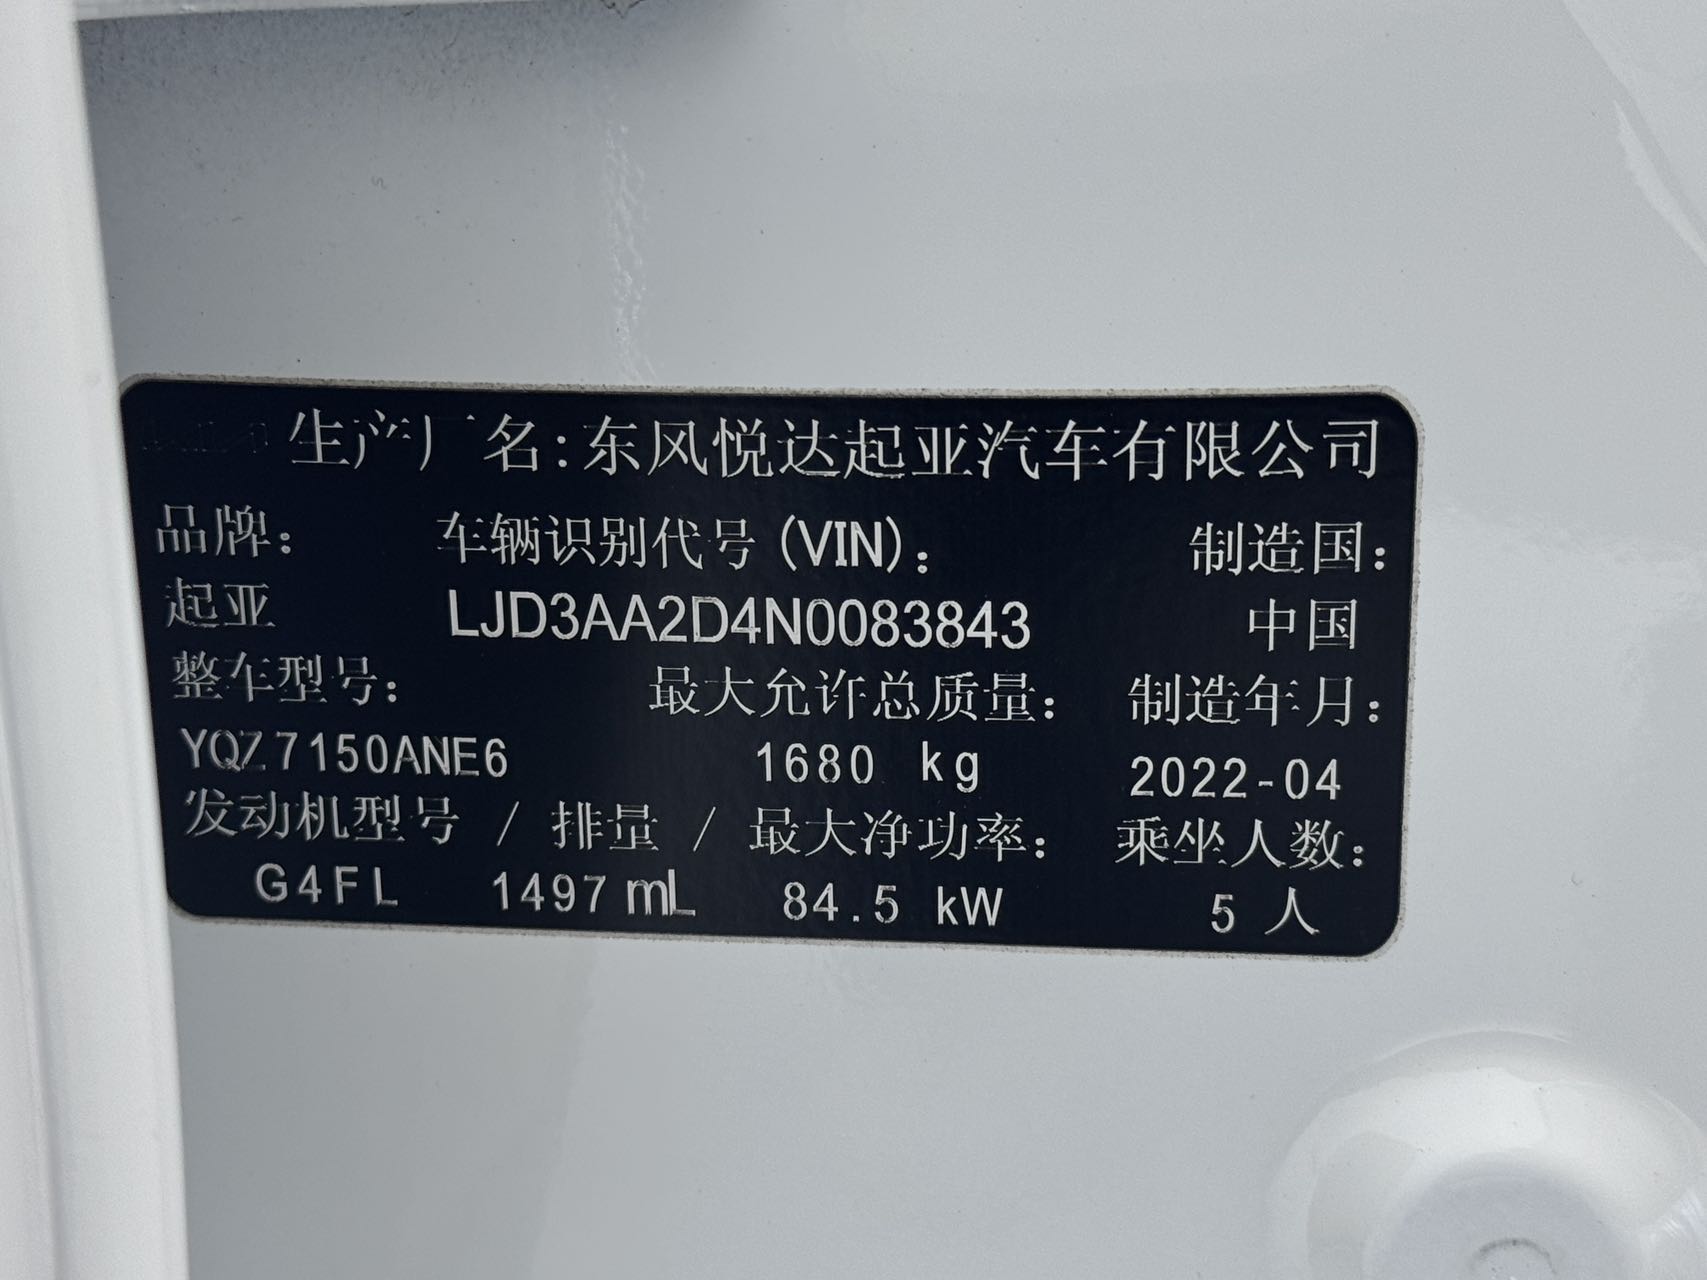 生产厂名:东风悦达起亚汽车有限公司
品牌: 车辆识别代号(VIN): 制造国:
起亚 LJD3AA2D4N0083843 中国
整车型号: 最大允许总质量: 制造年月:
YQZ7150ANE6 1680 kg 2022-04
发动机型号 / 排量 / 最大净功率: 乘坐人数:
G4FL 1497 mL 84.5 kW 5 人